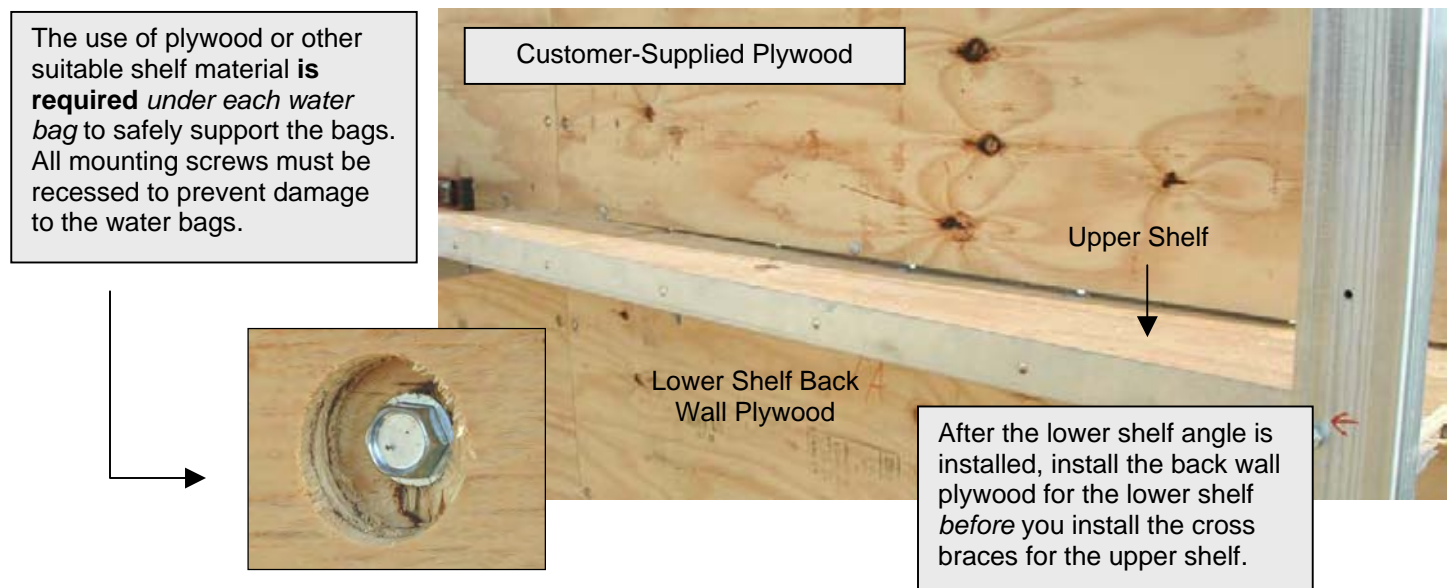 The use of plywood or other
suitable shelf material is
required under each water
bag to safely support the bags.
All mounting screws must be
recessed to prevent damage
to the water bags.
Customer-Supplied Plywood
Upper Shelf
Lower Shelf Back
Wall Plywood
After the lower shelf angle is
installed, install the back wall
plywood for the lower shelf
before you install the cross
braces for the upper shelf.